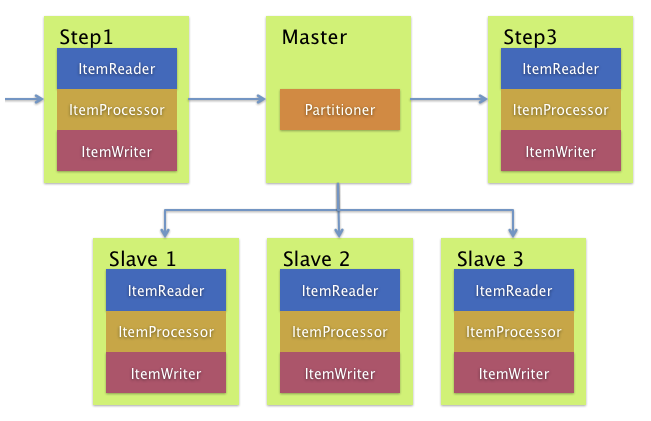 Step1
ItemReader
ItemProcessor
ItemWriter
Master
Partitioner
Step3
ItemReader
ItemProcessor
ItemWriter
Slave 1
ItemReader
ItemProcessor
ItemWriter
Slave 2
ItemReader
ItemProcessor
ItemWriter
Slave 3
ItemReader
ItemProcessor
ItemWriter